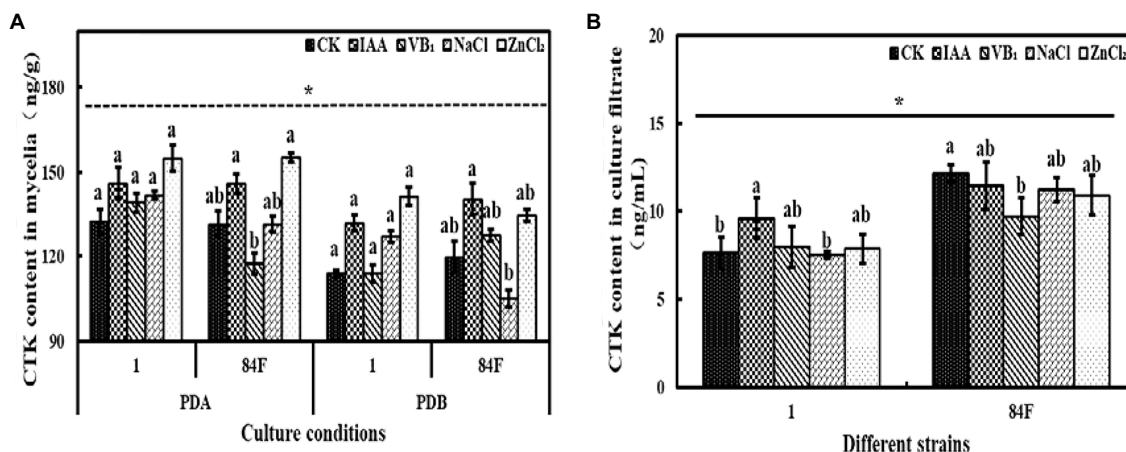 A
CTK content in mycelia (ng/g)
CK IAA VB₁ NaCl ZnCl₂
180
150
120
90
*
a a a a a
ab a b ab a
a a a a a
ab a ab b ab
1 84F 1 84F
PDA PDB
Culture conditions
B
CTK content in culture filtrate
(ng/mL)
CK IAA VB₁ NaCl ZnCl₂
20
15
10
5
0
*
b a ab b ab
a ab b ab ab
1 84F
Different strains